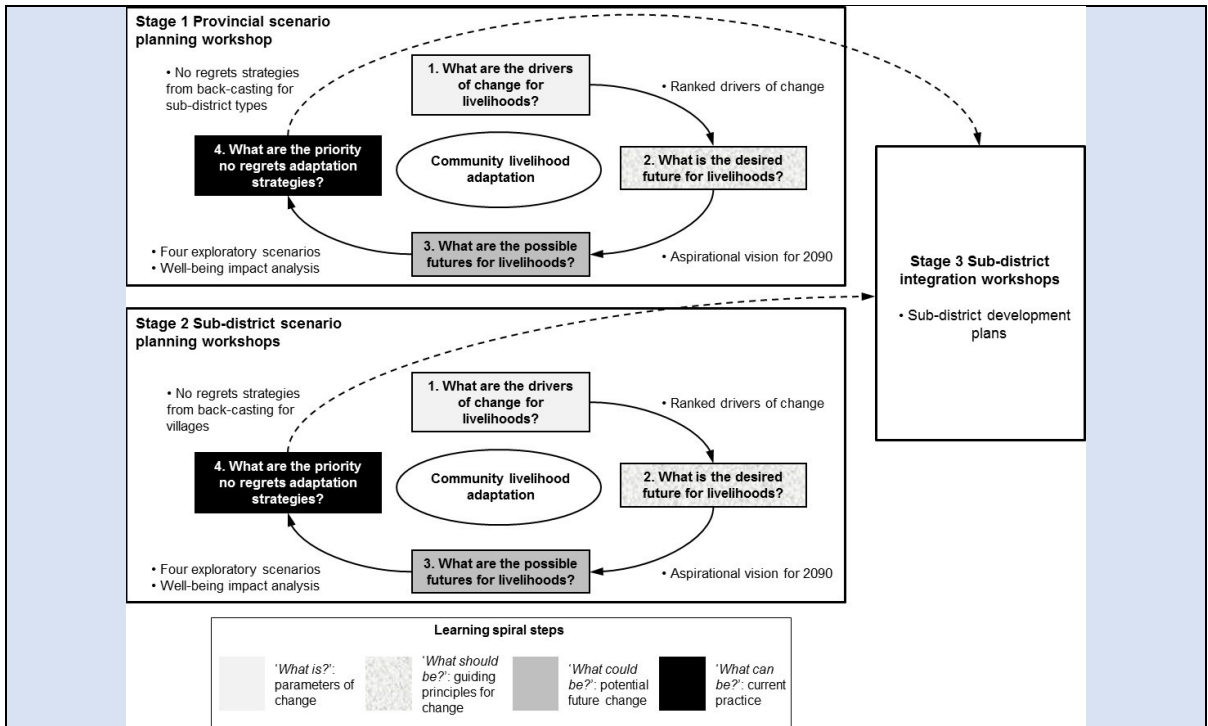 Stage 1 Provincial scenario
planning workshop
• No regrets strategies
from back-casting for
sub-district types
1. What are the drivers
of change for
livelihoods?
• Ranked drivers of change
4. What are the priority
no regrets adaptation
strategies?
Community livelihood
adaptation
2. What is the desired
future for livelihoods?
• Four exploratory scenarios
• Well-being impact analysis
3. What are the possible
futures for livelihoods?
• Aspirational vision for 2090
Stage 2 Sub-district scenario
planning workshops
• No regrets strategies
from back-casting for
villages
1. What are the drivers
of change for
livelihoods?
• Ranked drivers of change
4. What are the priority
no regrets adaptation
strategies?
Community livelihood
adaptation
2. What is the desired
future for livelihoods?
• Four exploratory scenarios
• Well-being impact analysis
3. What are the possible
futures for livelihoods?
• Aspirational vision for 2090
Stage 3 Sub-district
integration workshops
• Sub-district development
plans
Learning spiral steps
‘What is?’:
parameters of
change
‘What should
be?’: guiding
principles for
change
‘What could
be?’: potential
future change
‘What can
be?’: current
practice